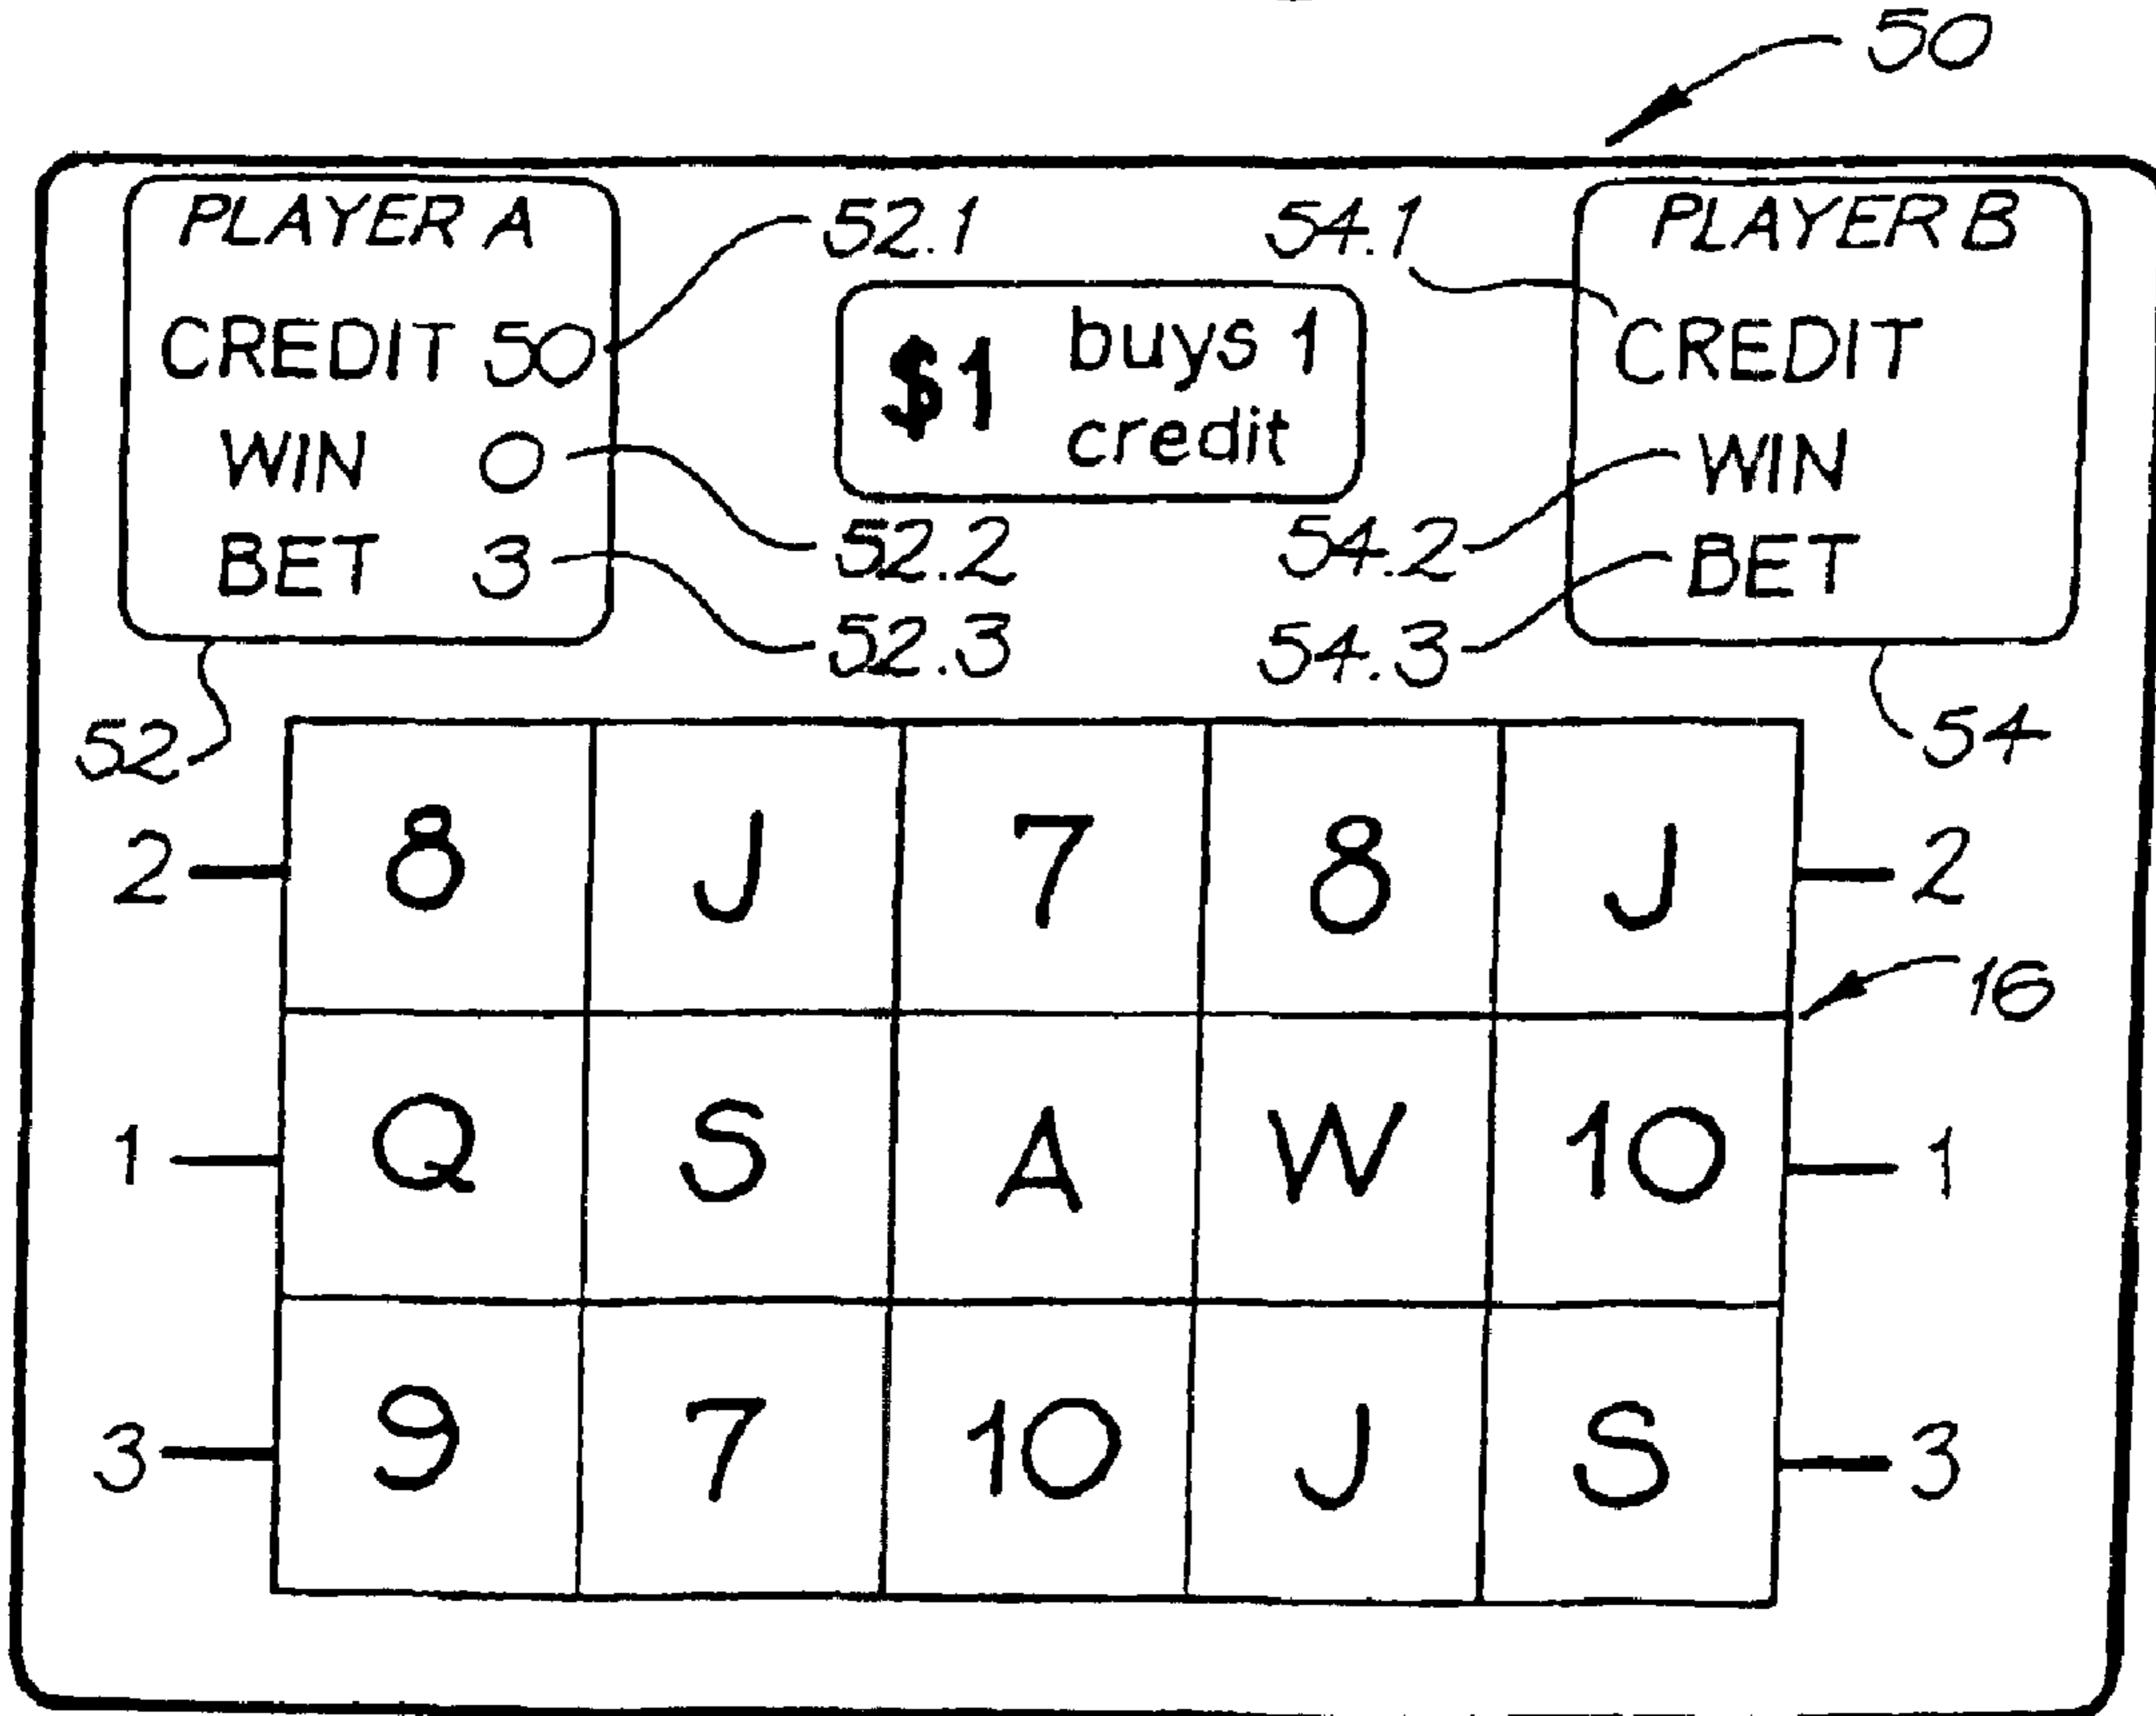 50
PLAYER A 52.1 54.1 PLAYER B
CREDIT 50 $1 buys 1 credit CREDIT
WIN 0 WIN
BET 3 52.2 54.2 BET
52.3 54.3
52 54
2 8 J 7 8 J 2
16
1 Q S A W 10 1
3 9 7 10 J S 3